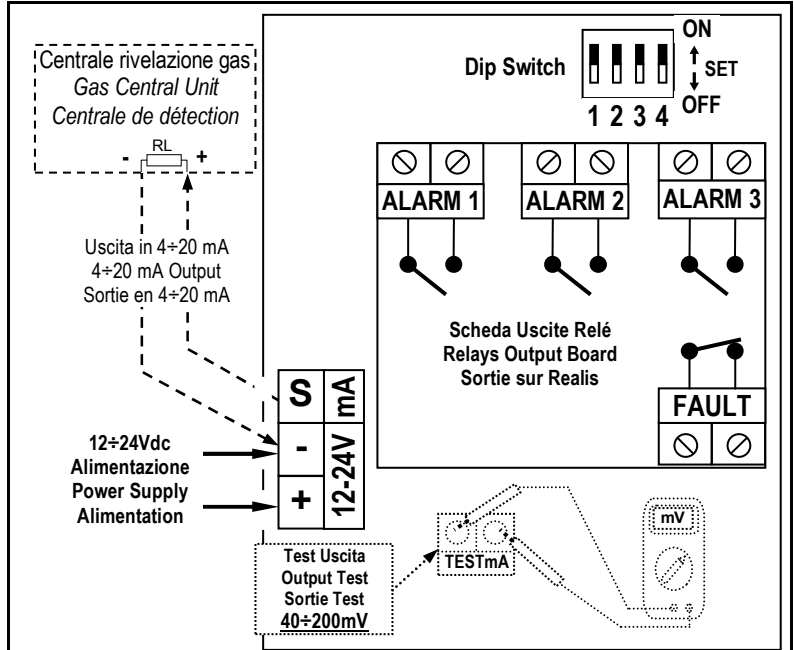 Centrale rivelazione gas
Gas Central Unit
Centrale de détection
- RL +
Uscita in 4÷20 mA
4÷20 mA Output
Sortie en 4÷20 mA
Dip Switch
ON
SET
OFF
1 2 3 4
ALARM 1
ALARM 2
ALARM 3
Scheda Uscite Relé
Relays Output Board
Sortie sur Realis
FAULT
S
mA
-
+
12-24V
12÷24Vdc
Alimentazione
Power Supply
Alimentation
Test Uscita
Output Test
Sortie Test
40÷200mV
TESTmA
mV